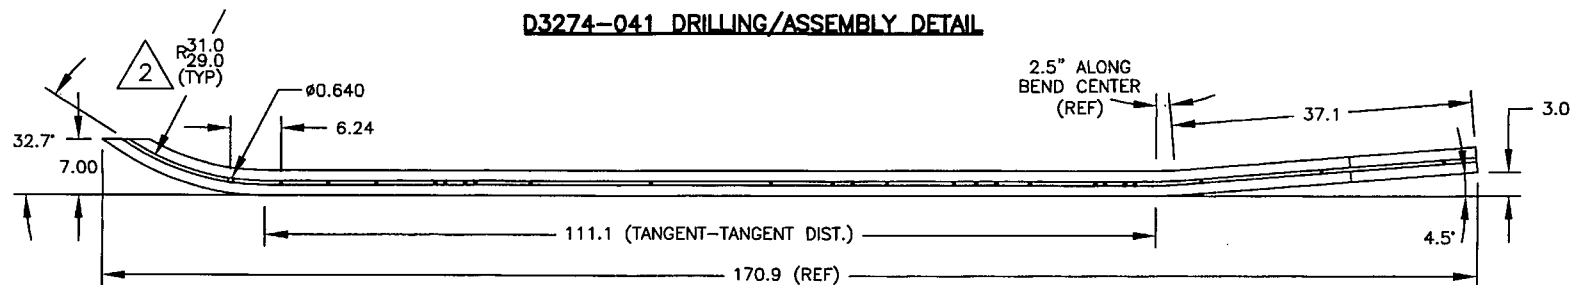 D3274-041 DRILLING/ASSEMBLY DETAIL
2
R31.0
29.0
(TYP)
2.5" ALONG
BEND CENTER
(REF)
ø0.640
6.24
37.1
3.0
32.7°
7.00
111.1 (TANGENT-TANGENT DIST.)
4.5°
170.9 (REF)